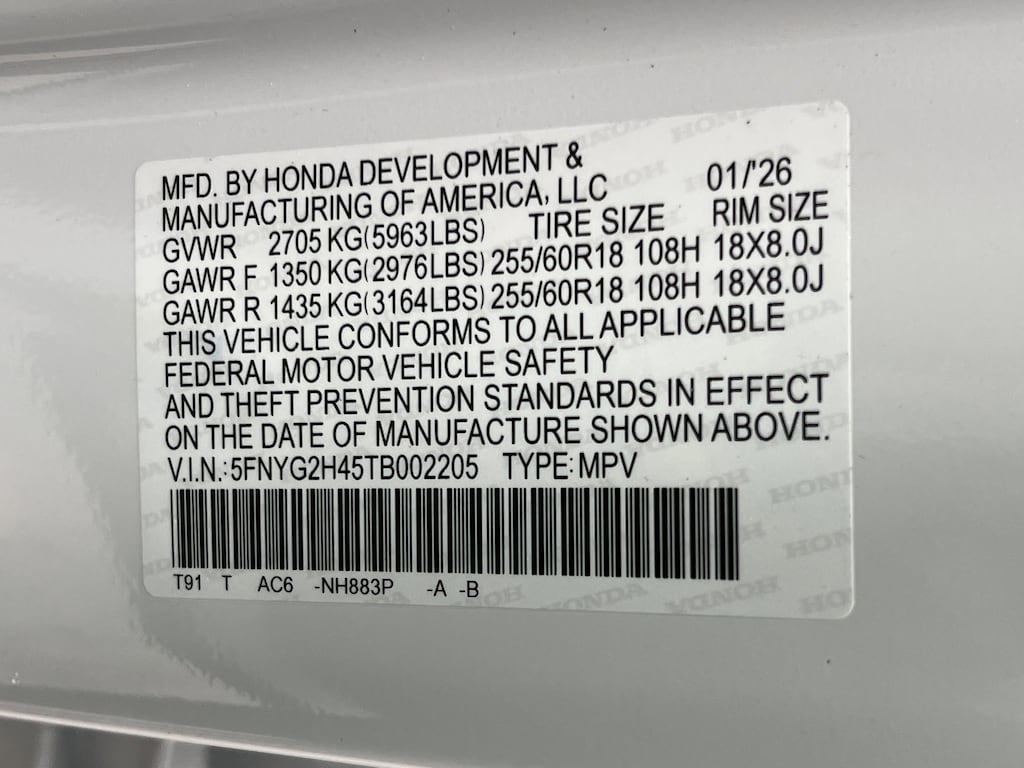 MFD. BY HONDA DEVELOPMENT &
MANUFACTURING OF AMERICA, LLC 01/'26
GVWR 2705 KG(5963LBS) TIRE SIZE RIM SIZE
GAWR F 1350 KG(2976LBS) 255/60R18 108H 18X8.0J
GAWR R 1435 KG(3164LBS) 255/60R18 108H 18X8.0J
THIS VEHICLE CONFORMS TO ALL APPLICABLE
FEDERAL MOTOR VEHICLE SAFETY
AND THEFT PREVENTION STANDARDS IN EFFECT
ON THE DATE OF MANUFACTURE SHOWN ABOVE.
V.I.N.: 5FNYG2H45TB002205 TYPE: MPV
T91 T AC6 -NH883P -A -B